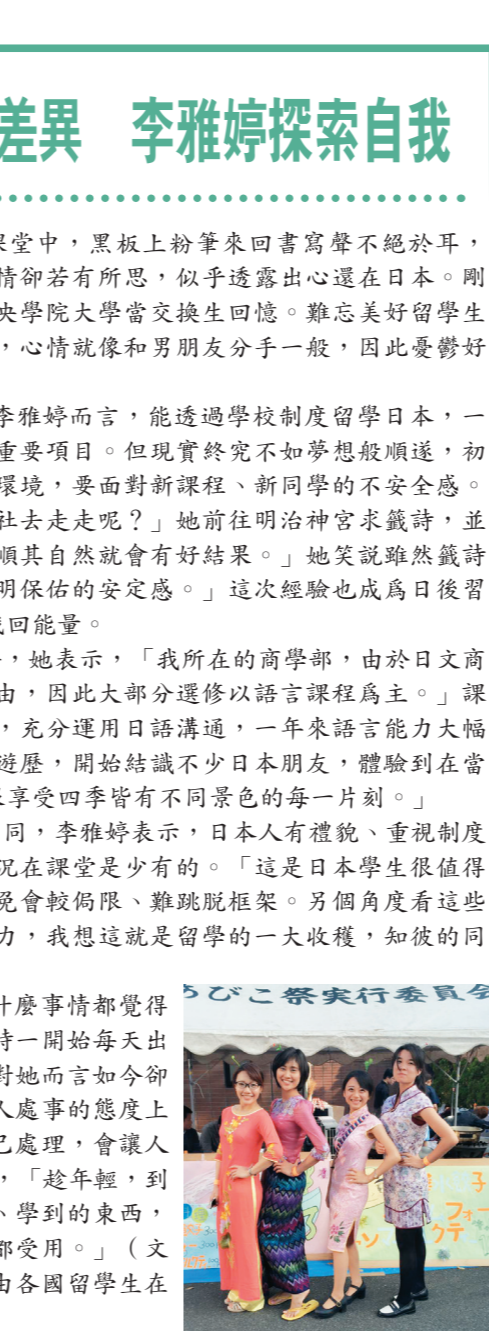 差異　李雅婷探索自我
課堂中，黑板上粉筆來回書寫聲不絕於耳，
情卻若有所思，似乎透露出心還在日本。剛
央學院大學當交換生回憶。難忘美好留學生
，心情就像和男朋友分手一般，因此憂鬱好
李雅婷而言，能透過學校制度留學日本，一
重要項目。但現實終究不如夢想般順遂，初
環境，要面對新課程、新同學的不安全感。
社去走走呢？」她前往明治神宮求籤詩，並
順其自然就會有好結果。」她笑說雖然籤詩
明保佑的安定感。」這次經驗也成爲日後習
找回能量。
，她表示，「我所在的商學部，由於日文商
由，因此大部分選修以語言課程爲主。」課
，充分運用日語溝通，一年來語言能力大幅
遊歷，開始結識不少日本朋友，體驗到在當
享受四季皆有不同景色的每一片刻。」
同，李雅婷表示，日本人有禮貌、重視制度
況在課堂是少有的。「這是日本學生很值得
免會較侷限、難跳脫框架。另個角度看這些
力，我想這就是留學的一大收穫，知彼的同
什麼事情都覺得
時一開始每天出
對她而言如今卻
人處事的態度上
己處理，會讓人
，「趁年輕，到
、學到的東西，
都受用。」（文
由各國留學生在
あびこ祭実行委員会
子
フォー
クテ